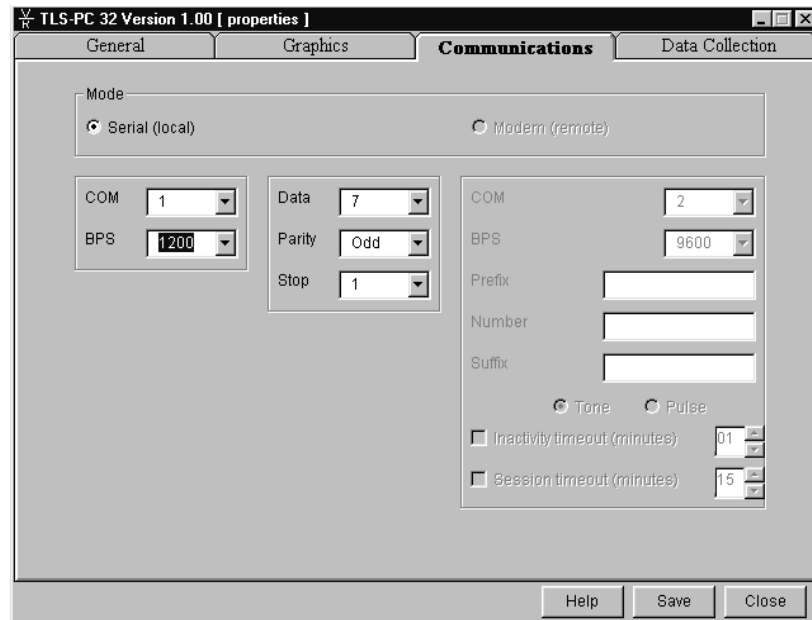 TLS-PC 32 Version 1.00 [ properties ]
General Graphics Communications Data Collection
Mode
Serial (local) Modem (remote)
COM 1
BPS 1200
Data 7
Parity Odd
Stop 1
COM 2
BPS 9600
Prefix
Number
Suffix
Tone Pulse
Inactivity timeout (minutes) 01
Session timeout (minutes) 15
Help Save Close